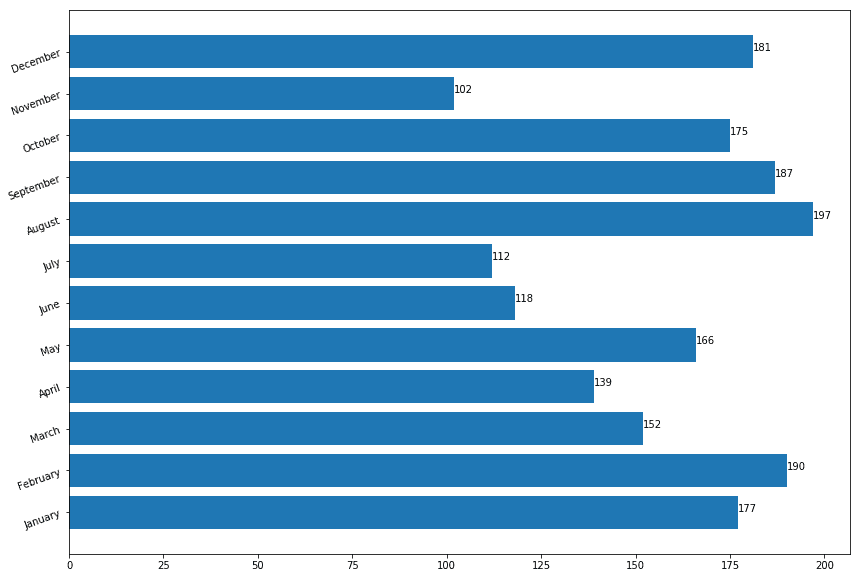 December 181
November 102
October 175
September 187
August 197
July 112
June 118
May 166
April 139
March 152
February 190
January 177
0 25 50 75 100 125 150 175 200